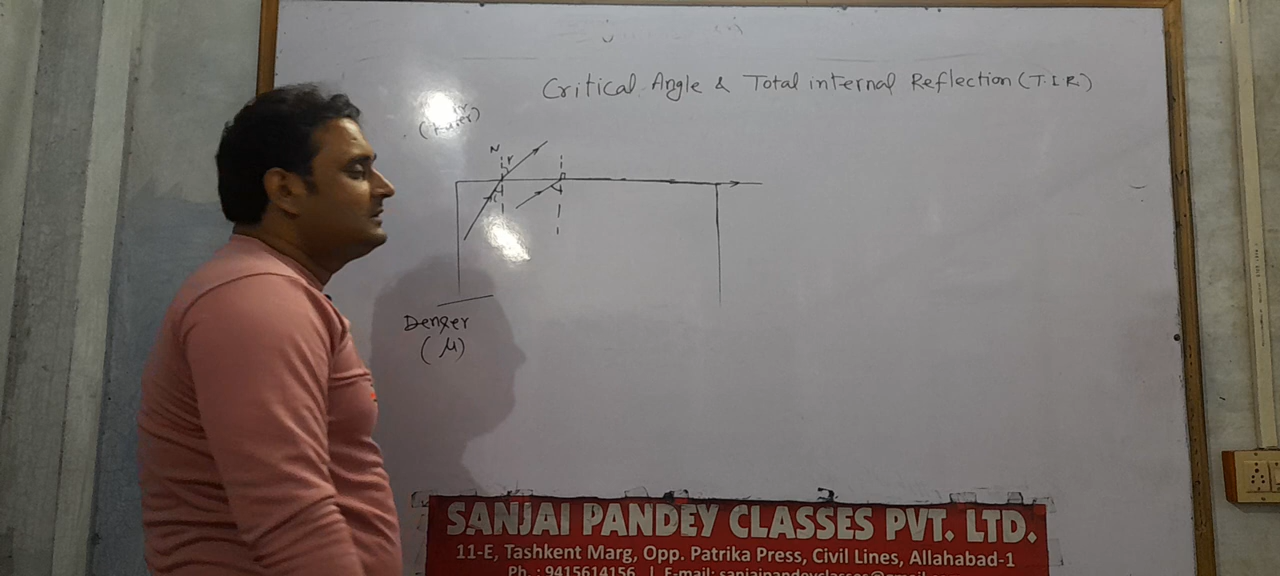 Critical Angle & Total internal Reflection (T.I.R.)
N
r
i
Denser
(μ)
SANJAI PANDEY CLASSES PVT. LTD.
11-E, Tashkent Marg, Opp. Patrika Press, Civil Lines, Allahabad-1
Ph. : 9415614156 | E-mail: